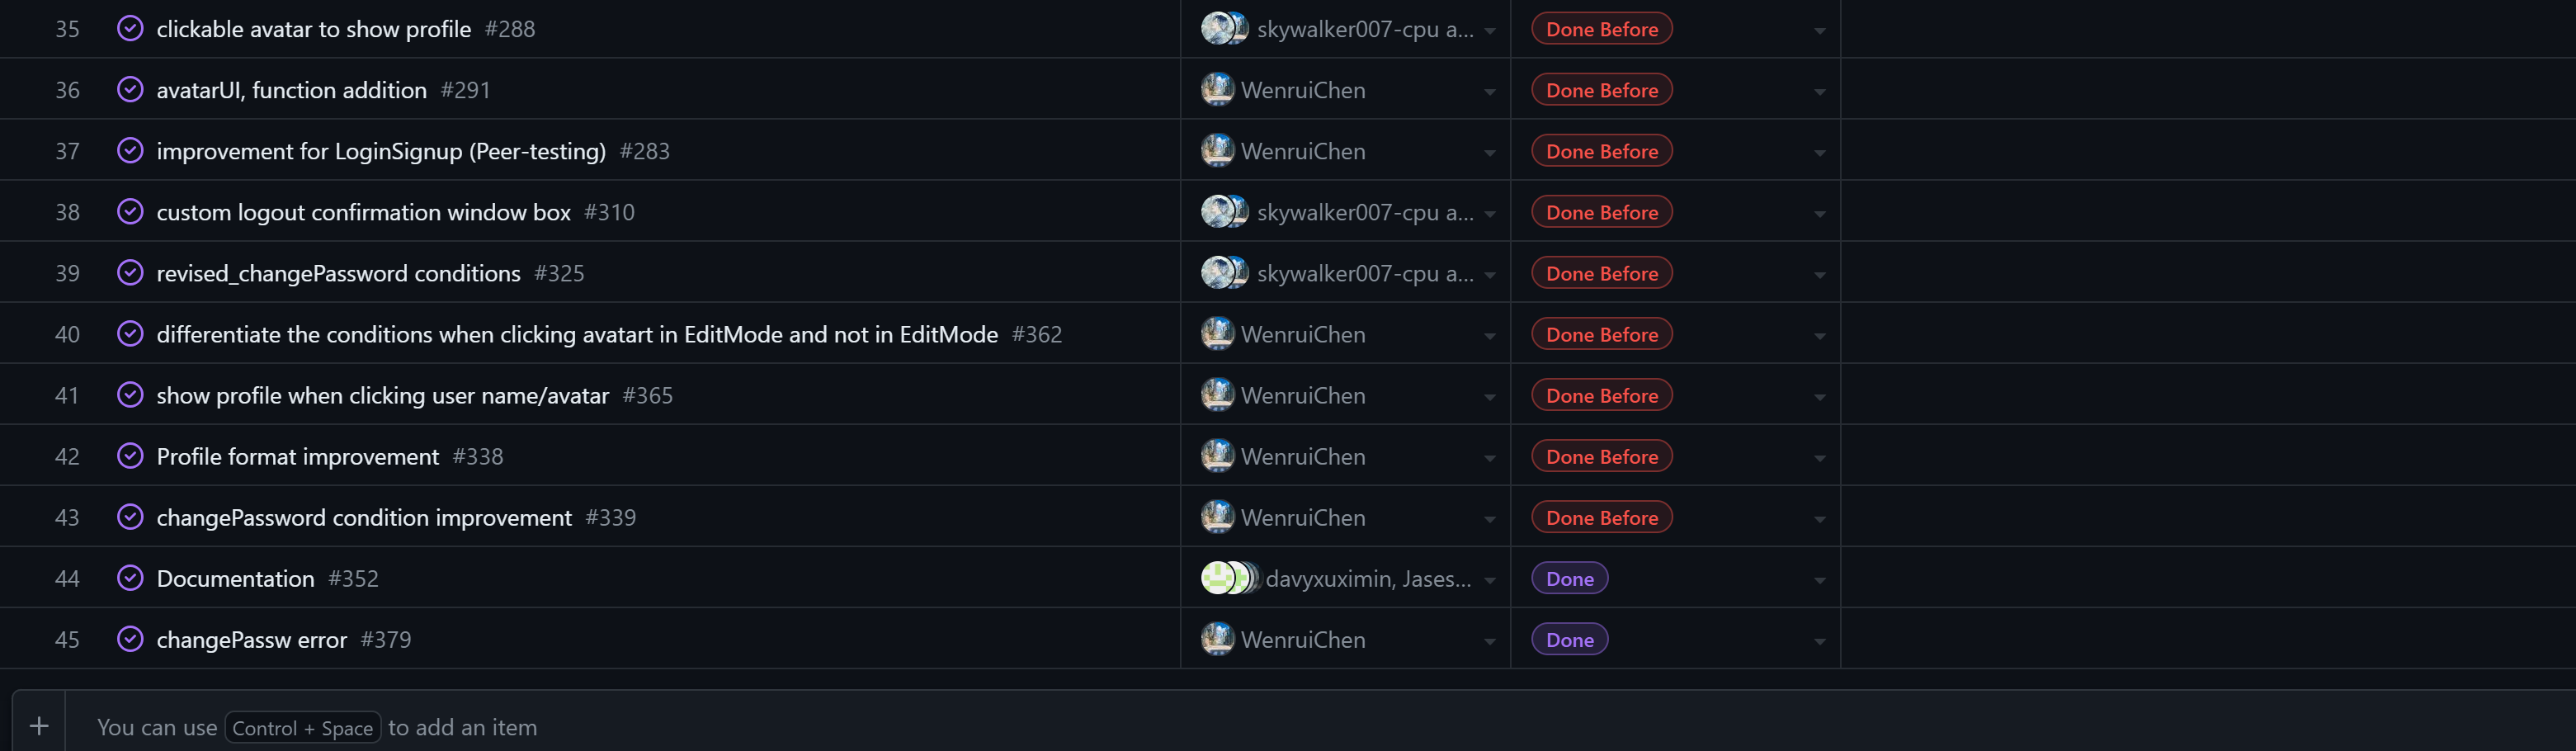 35 clickable avatar to show profile #288 skywalker007-cpu a... Done Before
36 avatarUI, function addition #291 WenruiChen Done Before
37 improvement for LoginSignup (Peer-testing) #283 WenruiChen Done Before
38 custom logout confirmation window box #310 skywalker007-cpu a... Done Before
39 revised_changePassword conditions #325 skywalker007-cpu a... Done Before
40 differentiate the conditions when clicking avatart in EditMode and not in EditMode #362 WenruiChen Done Before
41 show profile when clicking user name/avatar #365 WenruiChen Done Before
42 Profile format improvement #338 WenruiChen Done Before
43 changePassword condition improvement #339 WenruiChen Done Before
44 Documentation #352 davyxuximin, Jases... Done
45 changePassw error #379 WenruiChen Done
+ You can use Control + Space to add an item